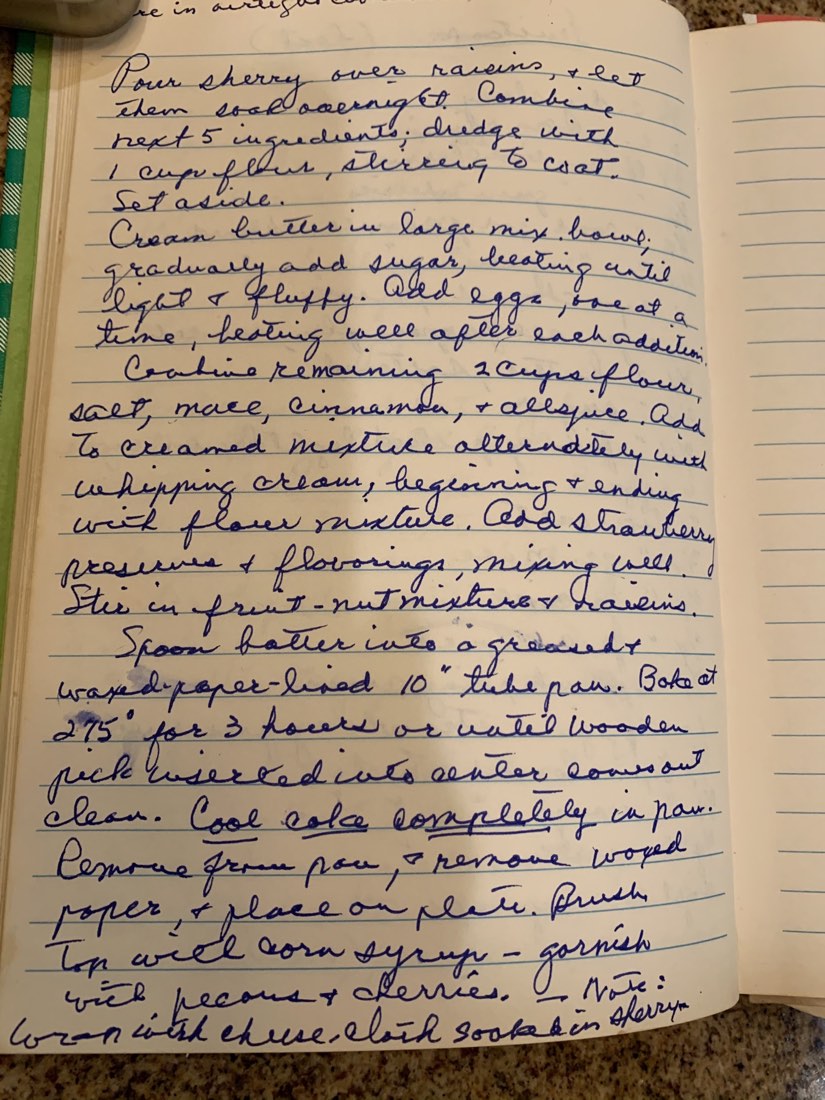 re in airtight
Pour sherry over raisins, & let
them soak overnight. Combine
next 5 ingredients; dredge with
1 cup flour, stirring to coat.
Set aside.
Cream butter in large mix. bowl;
gradually add sugar, beating until
light & fluffy. Add eggs, one at a
time, beating well after each addition.
Combine remaining 2 cups flour,
salt, mace, cinnamon, & allspice. Add
to creamed mixture alternately with
whipping cream, beginning & ending
with flour mixture. Add strawberry
preserves & flavorings, mixing well.
Stir in fruit-nut mixture & raisins.
Spoon batter into a greased &
waxed-paper-lined 10" tube pan. Bake at
275° for 3 hours or until wooden
pick inserted into center comes out
clean. Cool cake completely in pan.
Remove from pan, & remove waxed
paper, & place on plate. Brush
Top with corn syrup - garnish
with pecans & cherries. - Note:
Wrap with cheese-cloth soaked in sherry-